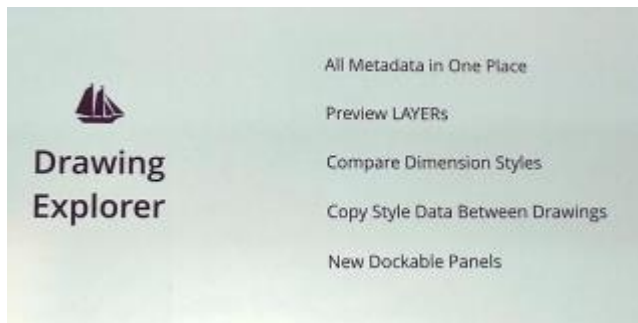 Drawing
Explorer
All Metadata in One Place
Preview LAYERs
Compare Dimension Styles
Copy Style Data Between Drawings
New Dockable Panels